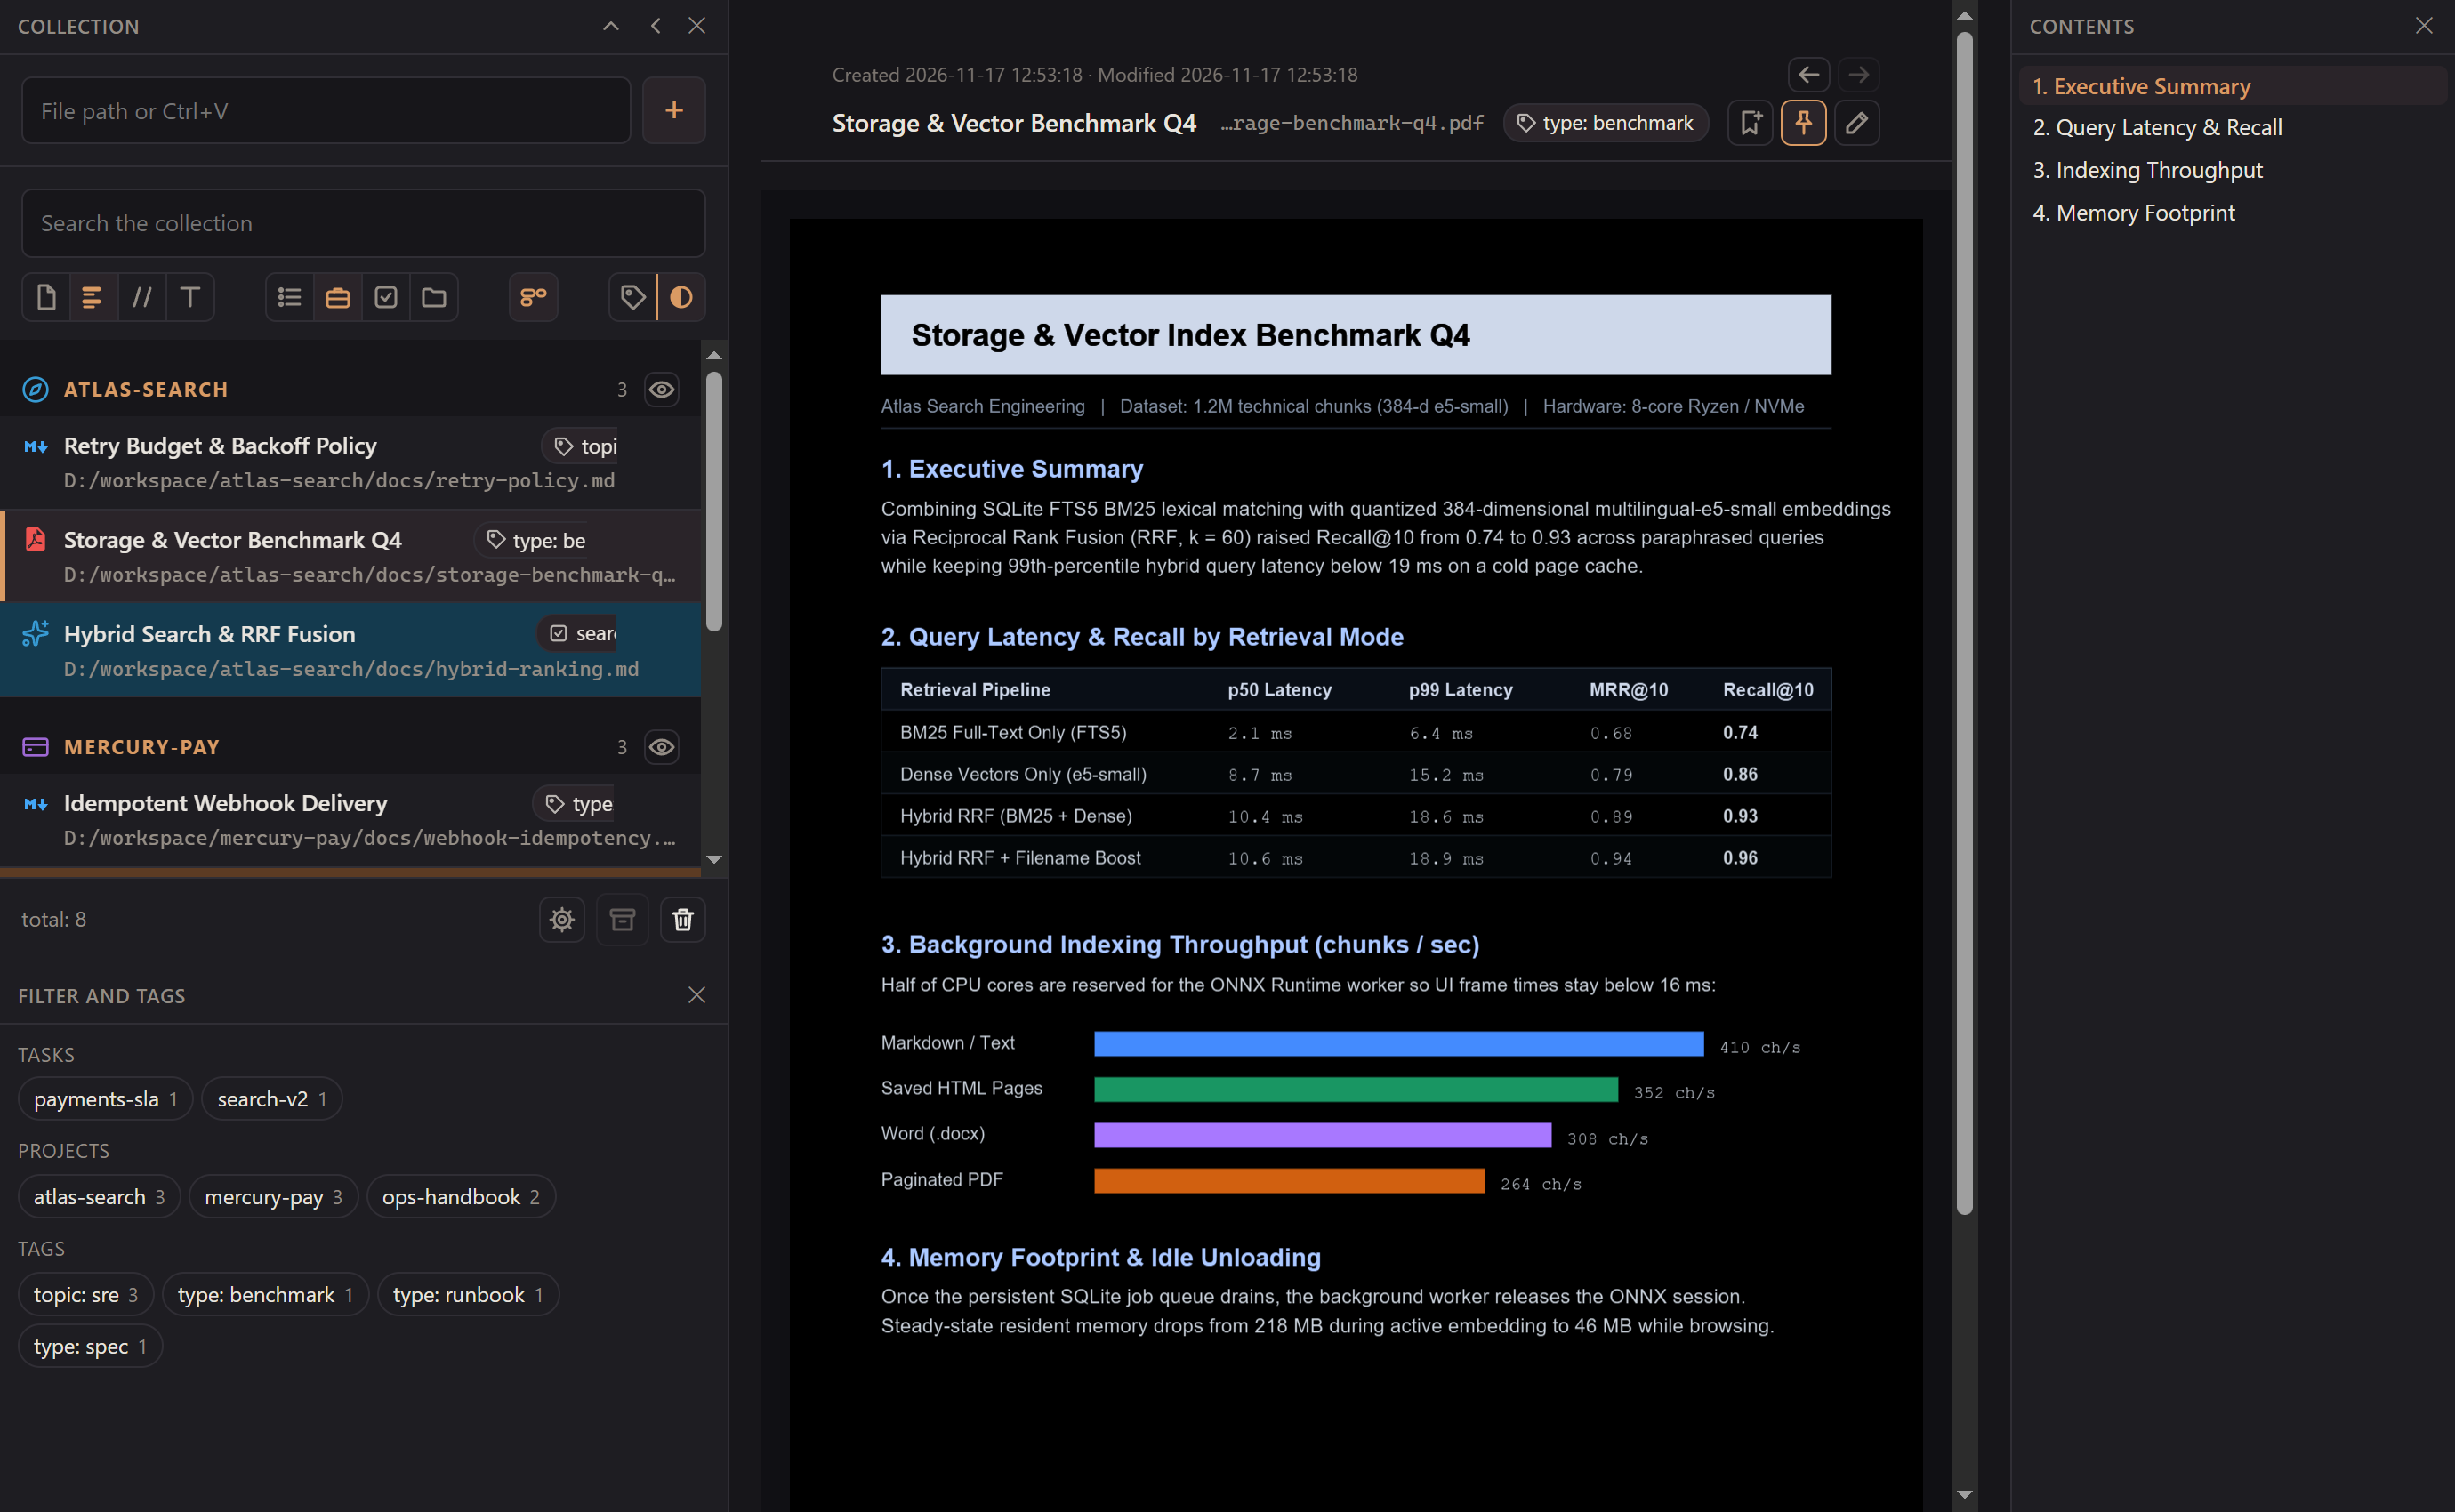 COLLECTION
File path or Ctrl+V
+
Search the collection
ATLAS-SEARCH 3
Retry Budget & Backoff Policy topi
D:/workspace/atlas-search/docs/retry-policy.md
Storage & Vector Benchmark Q4 type: be
D:/workspace/atlas-search/docs/storage-benchmark-q…
Hybrid Search & RRF Fusion sear
D:/workspace/atlas-search/docs/hybrid-ranking.md
MERCURY-PAY 3
Idempotent Webhook Delivery type
D:/workspace/mercury-pay/docs/webhook-idempotency.…
total: 8
FILTER AND TAGS
TASKS
payments-sla 1 search-v2 1
PROJECTS
atlas-search 3 mercury-pay 3 ops-handbook 2
TAGS
topic: sre 3 type: benchmark 1 type: runbook 1
type: spec 1
Created 2026-11-17 12:53:18 · Modified 2026-11-17 12:53:18
Storage & Vector Benchmark Q4 …rage-benchmark-q4.pdf type: benchmark
Storage & Vector Index Benchmark Q4
Atlas Search Engineering | Dataset: 1.2M technical chunks (384-d e5-small) | Hardware: 8-core Ryzen / NVMe
1. Executive Summary
Combining SQLite FTS5 BM25 lexical matching with quantized 384-dimensional multilingual-e5-small embeddings
via Reciprocal Rank Fusion (RRF, k = 60) raised Recall@10 from 0.74 to 0.93 across paraphrased queries
while keeping 99th-percentile hybrid query latency below 19 ms on a cold page cache.
2. Query Latency & Recall by Retrieval Mode
Retrieval Pipeline p50 Latency p99 Latency MRR@10 Recall@10
BM25 Full-Text Only (FTS5) 2.1 ms 6.4 ms 0.68 0.74
Dense Vectors Only (e5-small) 8.7 ms 15.2 ms 0.79 0.86
Hybrid RRF (BM25 + Dense) 10.4 ms 18.6 ms 0.89 0.93
Hybrid RRF + Filename Boost 10.6 ms 18.9 ms 0.94 0.96
3. Background Indexing Throughput (chunks / sec)
Half of CPU cores are reserved for the ONNX Runtime worker so UI frame times stay below 16 ms:
Markdown / Text 410 ch/s
Saved HTML Pages 352 ch/s
Word (.docx) 308 ch/s
Paginated PDF 264 ch/s
4. Memory Footprint & Idle Unloading
Once the persistent SQLite job queue drains, the background worker releases the ONNX session.
Steady-state resident memory drops from 218 MB during active embedding to 46 MB while browsing.
CONTENTS
1. Executive Summary
2. Query Latency & Recall
3. Indexing Throughput
4. Memory Footprint